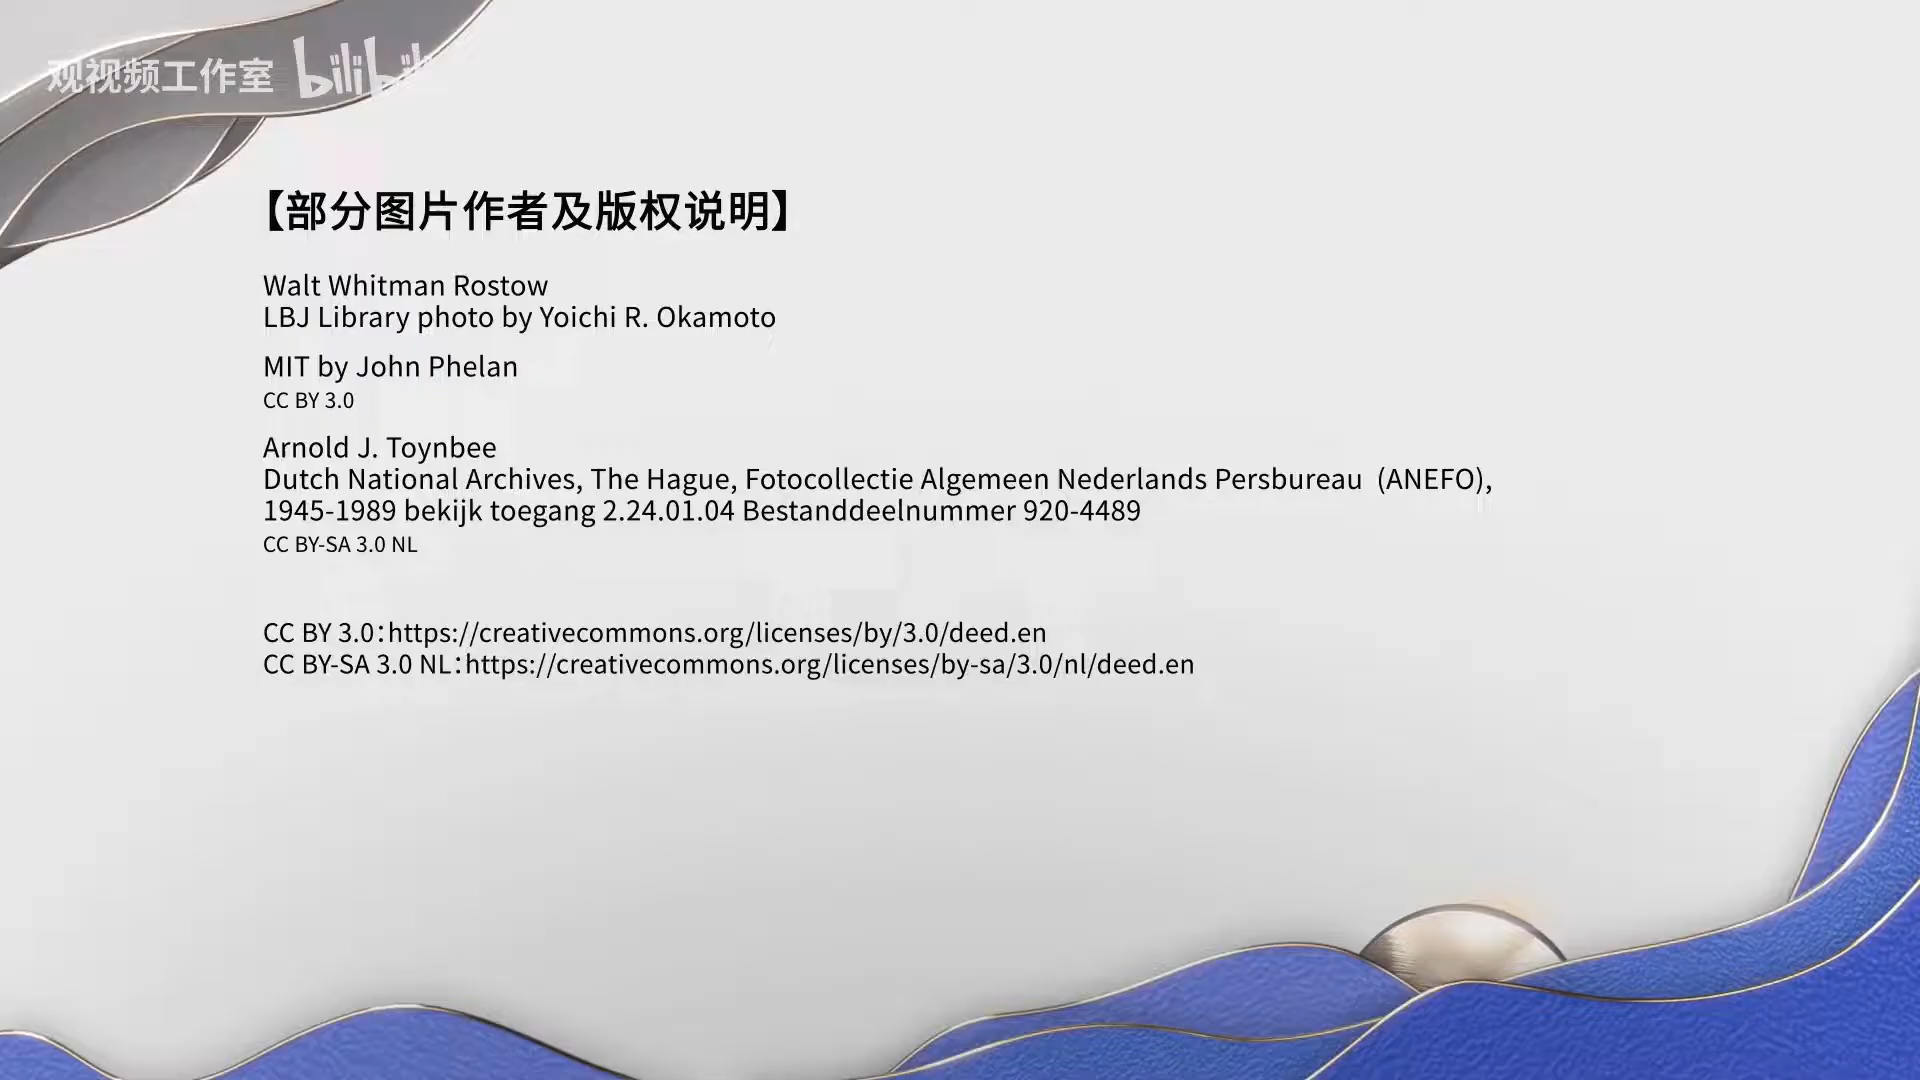 观视频工作室 bilibili
【部分图片作者及版权说明】
Walt Whitman Rostow
LBJ Library photo by Yoichi R. Okamoto
MIT by John Phelan
CC BY 3.0
Arnold J. Toynbee
Dutch National Archives, The Hague, Fotocollectie Algemeen Nederlands Persbureau (ANEFO),
1945-1989 bekijk toegang 2.24.01.04 Bestanddeelnummer 920-4489
CC BY-SA 3.0 NL
CC BY 3.0：https://creativecommons.org/licenses/by/3.0/deed.en
CC BY-SA 3.0 NL：https://creativecommons.org/licenses/by-sa/3.0/nl/deed.en